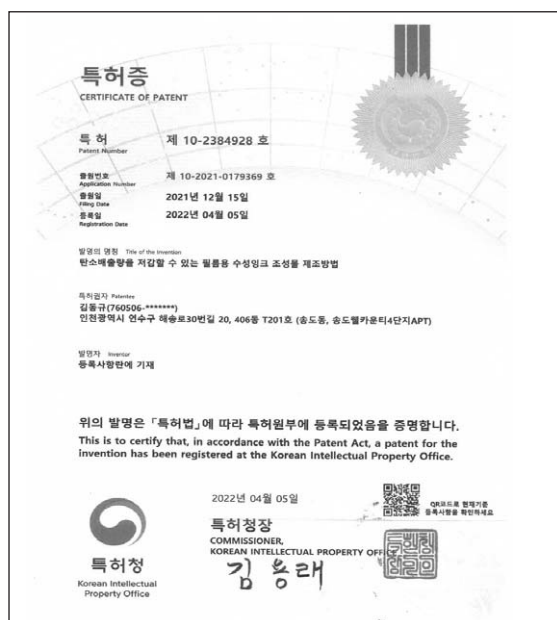 특허증
CERTIFICATE OF PATENT
특 허 제 10-2384928 호
Patent Number
출원번호 제 10-2021-0179369 호
Application Number
출원일 2021년 12월 15일
Filing Date
등록일 2022년 04월 05일
Registration Date
발명의 명칭 Title of the Invention
탄소배출량을 저감할 수 있는 필름용 수성잉크 조성물 제조방법
특허권자 Patentee
김동규(760506-*******)
인천광역시 연수구 해송로30번길 20, 406동 T201호 (송도동, 송도웰카운티4단지APT)
발명자 Inventor
등록사항란에 기재
위의 발명은 「특허법」에 따라 특허원부에 등록되었음을 증명합니다.
This is to certify that, in accordance with the Patent Act, a patent for the
invention has been registered at the Korean Intellectual Property Office.
2022년 04월 05일
QR코드로 현재기준
등록사항을 확인하세요
특허청장
COMMISSIONER,
KOREAN INTELLECTUAL PROPERTY OFFICE
김용래
특허청
Korean Intellectual
Property Office